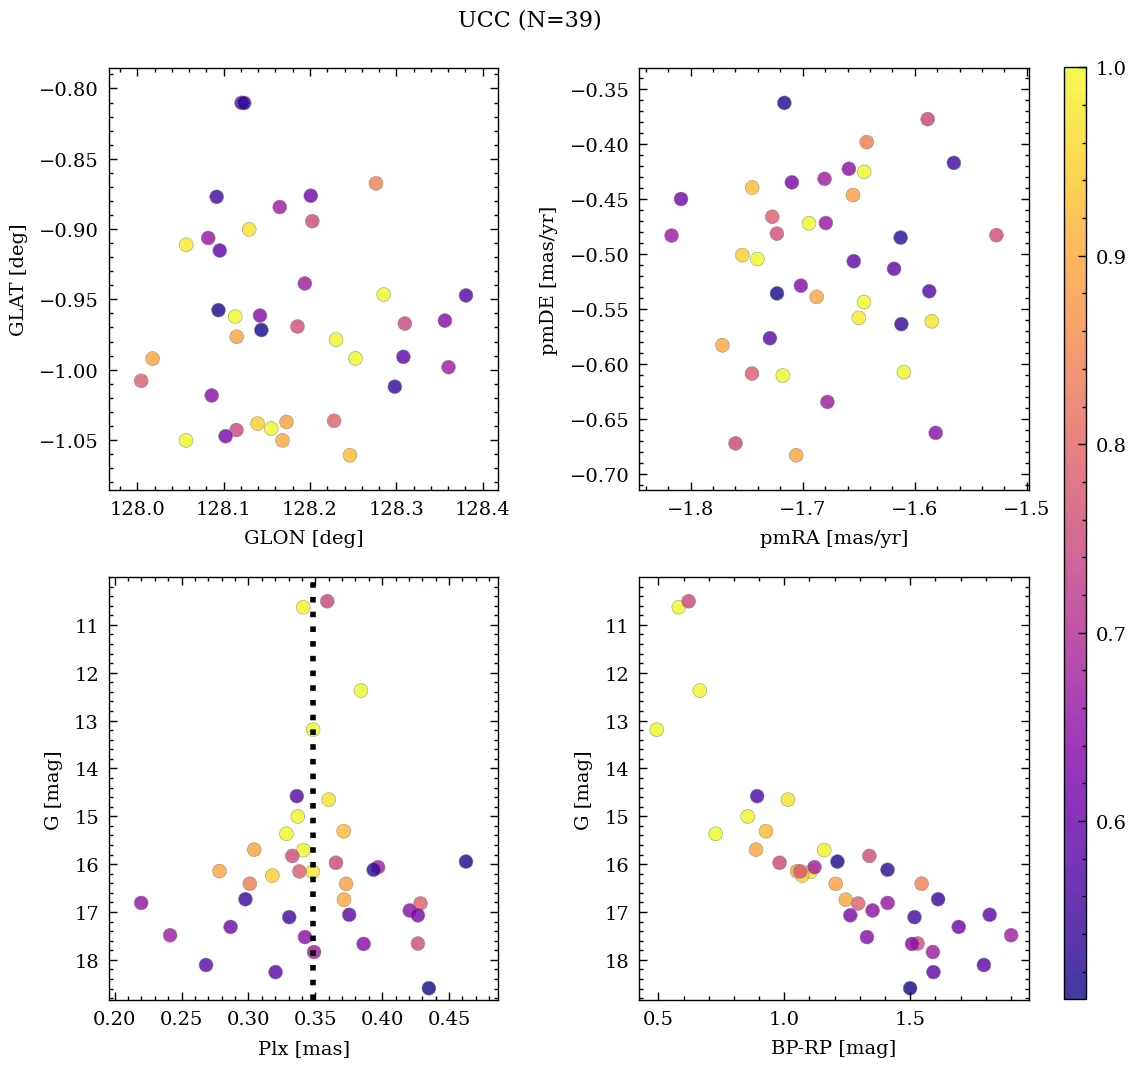 UCC (N=39)
−0.80
−0.85
−0.90
−0.95
−1.00
−1.05
GLAT [deg]
128.0 128.1 128.2 128.3 128.4
GLON [deg]
−0.35
−0.40
−0.45
−0.50
−0.55
−0.60
−0.65
−0.70
pmDE [mas/yr]
−1.8 −1.7 −1.6 −1.5
pmRA [mas/yr]
1.0
0.9
0.8
0.7
0.6
11
12
13
14
15
16
17
18
G [mag]
0.20 0.25 0.30 0.35 0.40 0.45
Plx [mas]
11
12
13
14
15
16
17
18
G [mag]
0.5 1.0 1.5
BP-RP [mag]